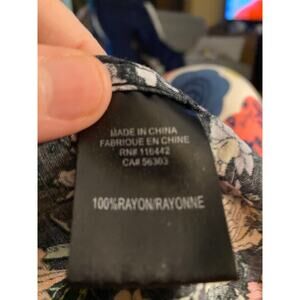 MADE IN CHINA
FABRIQUE EN CHINE
RN# 116442
CA# 56303
100%RAYON/RAYONNE